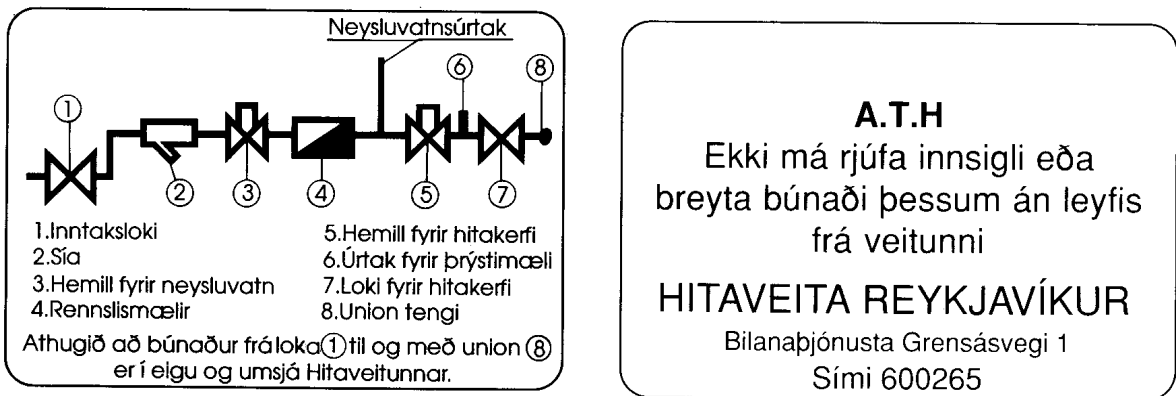 Neysluvatnsúrtak
1
2
3
4
5
6
7
8
1.Inntaksloki
2.Sía
3.Hemill fyrir neysluvatn
4.Rennslismælir
5.Hemill fyrir hitakerfi
6.Úrtak fyrir þrýstimæli
7.Loki fyrir hitakerfi
8.Union tengi
Athugið að búnaður frá loka 1 til og með union 8
er í eigu og umsjá Hitaveitunnar.
A.T.H
Ekki má rjúfa innsigli eða
breyta búnaði þessum án leyfis
frá veitunni
HITAVEITA REYKJAVÍKUR
Bilanaþjónusta Grensásvegi 1
Sími 600265